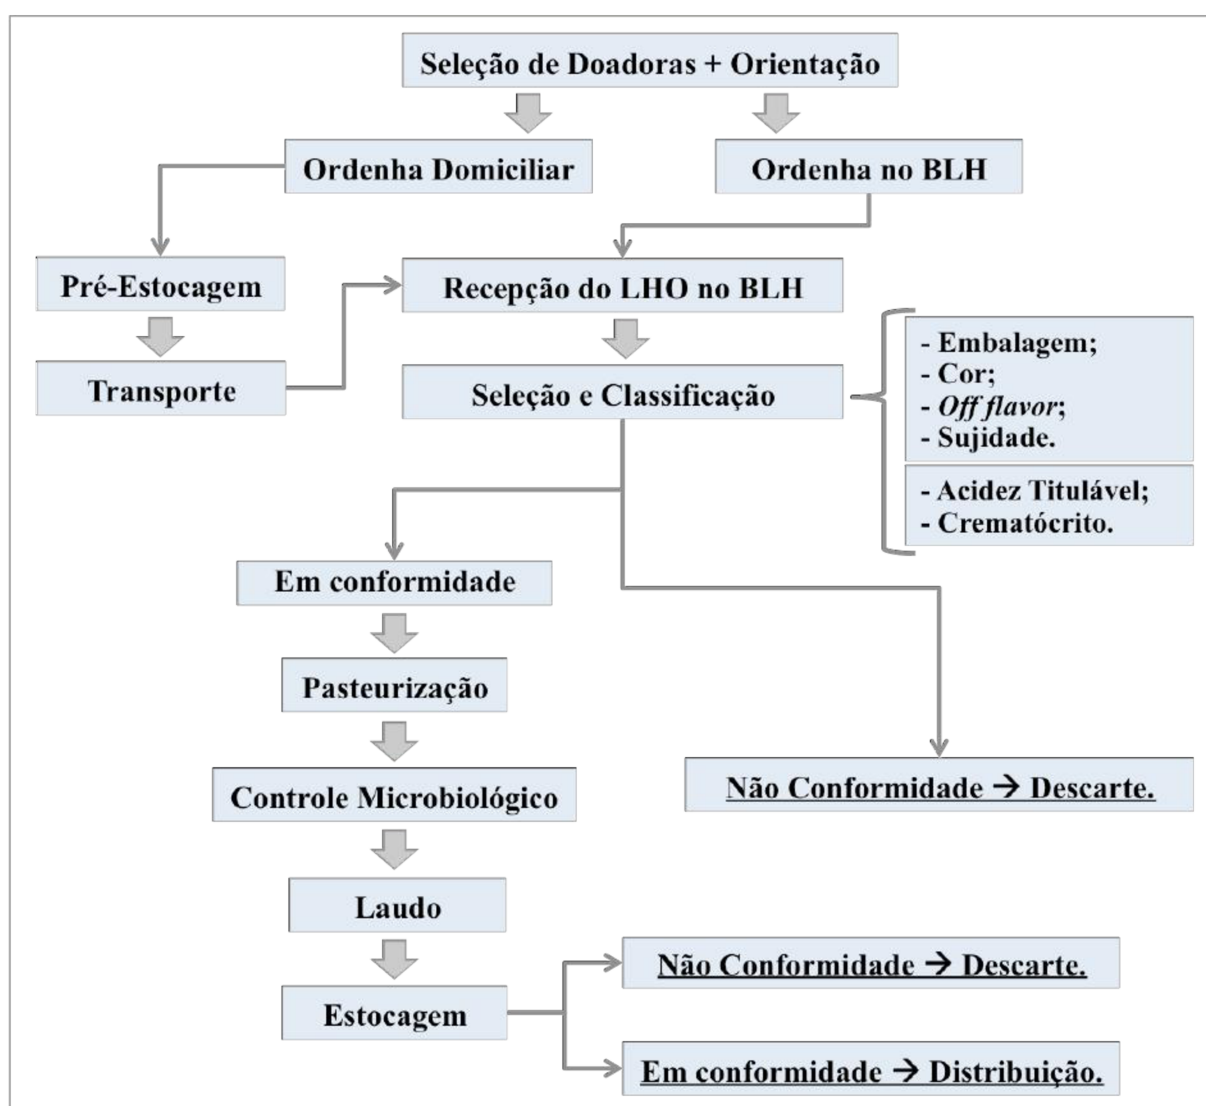 Seleção de Doadoras + Orientação
Ordenha Domiciliar
Ordenha no BLH
Pré-Estocagem
Recepção do LHO no BLH
Transporte
Seleção e Classificação
- Embalagem;
- Cor;
- Off flavor;
- Sujidade.
- Acidez Titulável;
- Crematócrito.
Em conformidade
Pasteurização
Controle Microbiológico
Não Conformidade → Descarte.
Laudo
Estocagem
Não Conformidade → Descarte.
Em conformidade → Distribuição.